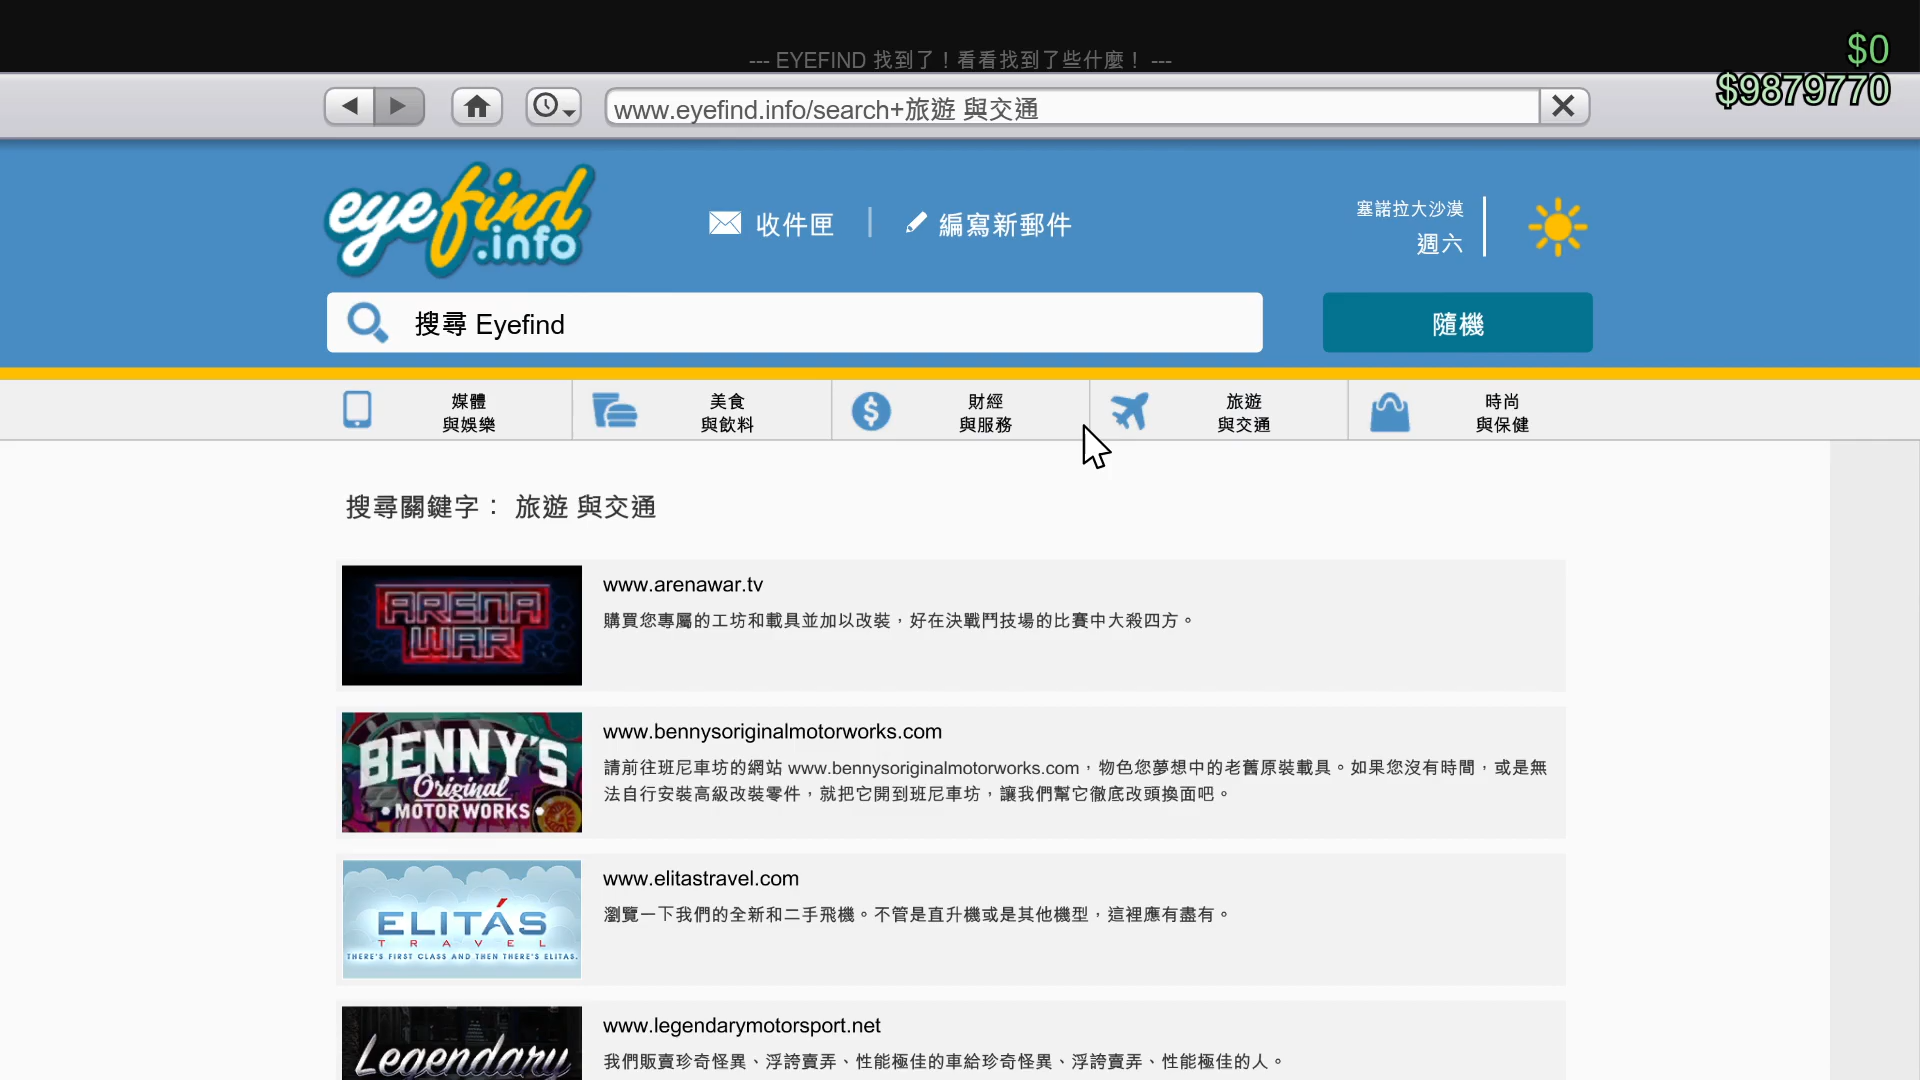 --- EYEFIND 找到了！看看找到了些什麼！ ---
$0
$9879770
www.eyefind.info/search+旅遊 與交通
eyefind
.info
收件匣
編寫新郵件
塞諾拉大沙漠
週六
搜尋 Eyefind
隨機
媒體
與娛樂
美食
與飲料
財經
與服務
旅遊
與交通
時尚
與保健
搜尋關鍵字： 旅遊 與交通
ARENA
WAR
www.arenawar.tv
購買您專屬的工坊和載具並加以改裝，好在決戰鬥技場的比賽中大殺四方。
BENNY'S
Original
MOTOR WORKS
www.bennysoriginalmotorworks.com
請前往班尼車坊的網站 www.bennysoriginalmotorworks.com，物色您夢想中的老舊原裝載具。如果您沒有時間，或是無
法自行安裝高級改裝零件，就把它開到班尼車坊，讓我們幫它徹底改頭換面吧。
ELITÁS
TRAVEL
THERE'S FIRST CLASS AND THEN THERE'S ELITAS.
www.elitastravel.com
瀏覽一下我們的全新和二手飛機。不管是直升機或是其他機型，這裡應有盡有。
Legendary
www.legendarymotorsport.net
我們販賣珍奇怪異、浮誇賣弄、性能極佳的車給珍奇怪異、浮誇賣弄、性能極佳的人。